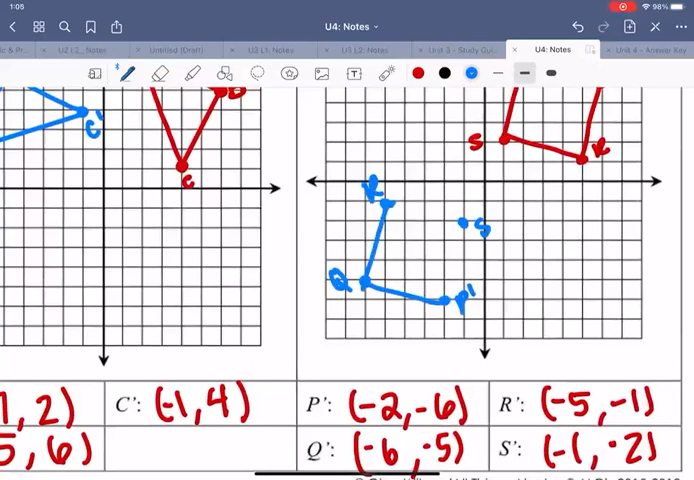 1:05
98%
U4: Notes
U2 L2_ Notes
Untitled (Draft)
U3 L1: Notes
U3 L2: Notes
Unit 3 - Study Gui..
U4: Notes
Unit 4 - Answer Key
C'
C
S
R
R
S
Q
P'
, 2)
C': (-1, 4)
P': (-2, -6)
R': (-5, -1)
5, 6)
Q': (-6, -5)
S': (-1, -2)